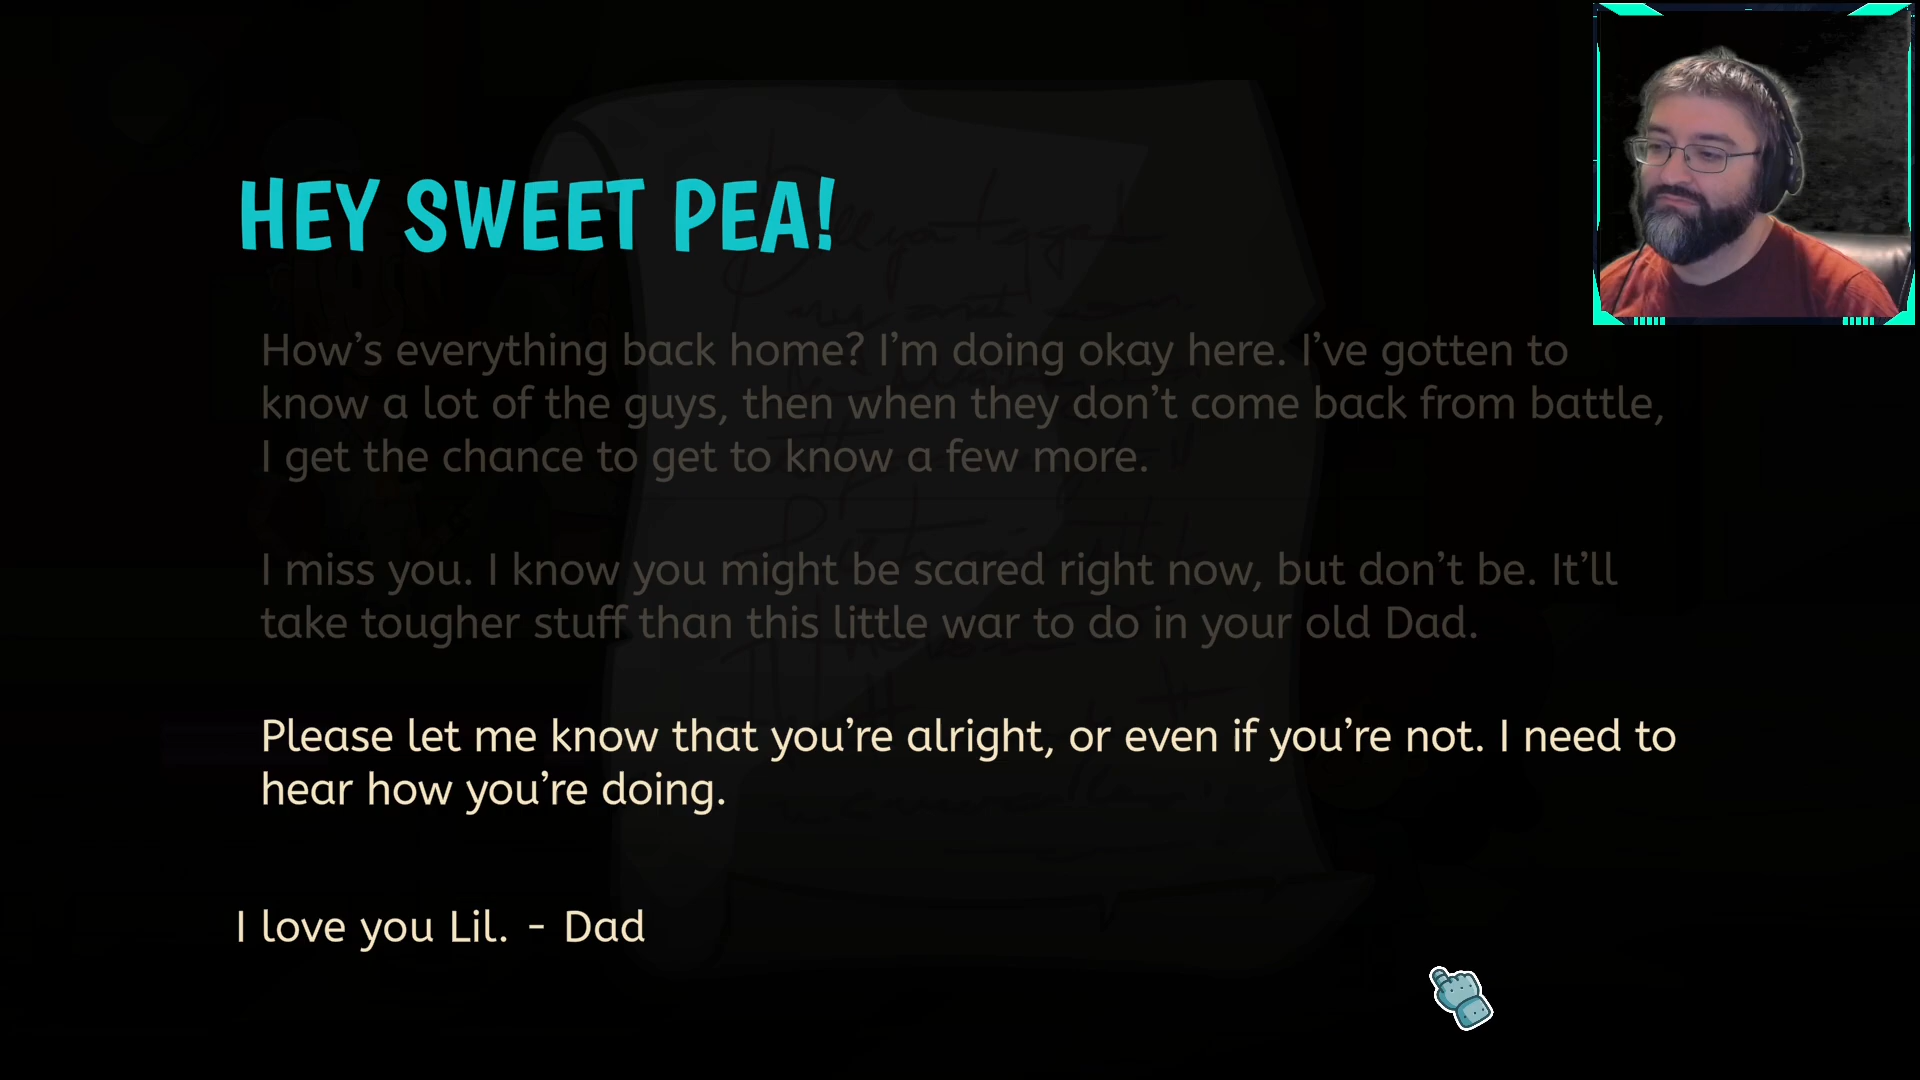 HEY SWEET PEA!
How's everything back home? I'm doing okay here. I've gotten to
know a lot of the guys, then when they don't come back from battle,
I get the chance to get to know a few more.
I miss you. I know you might be scared right now, but don't be. It'll
take tougher stuff than this little war to do in your old Dad.
Please let me know that you're alright, or even if you're not. I need to
hear how you're doing.
I love you Lil. - Dad